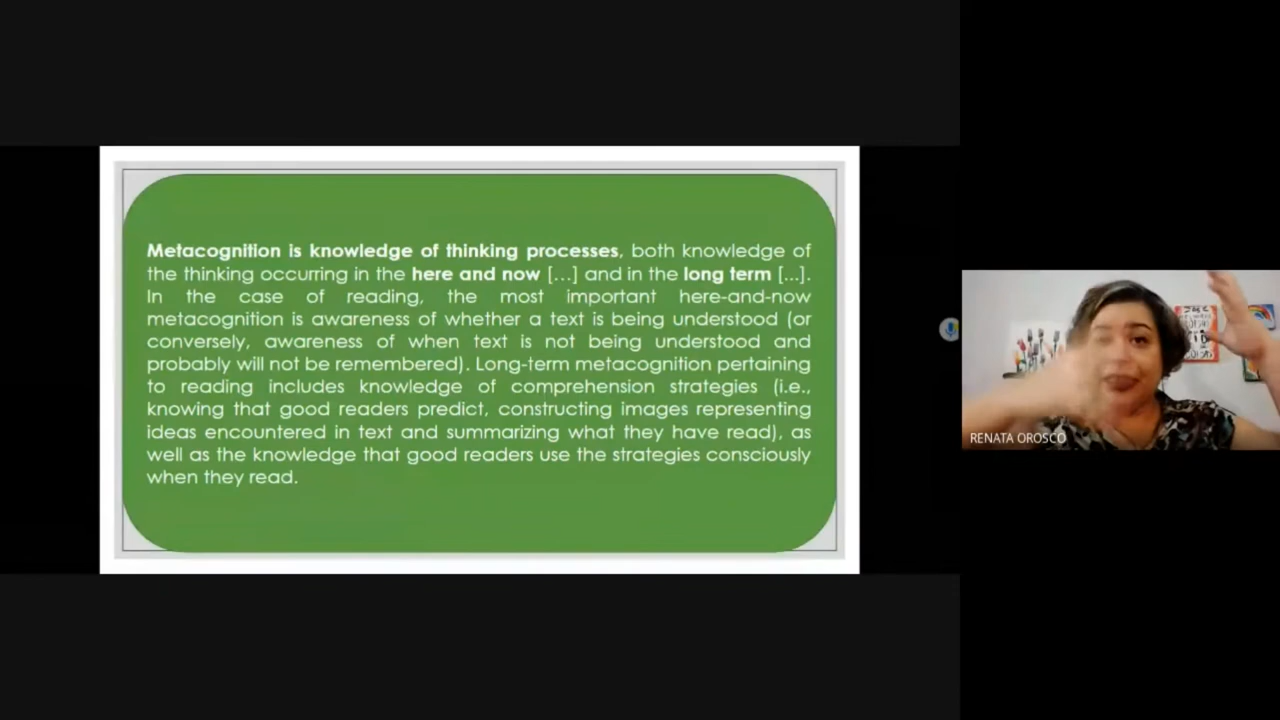 Metacognition is knowledge of thinking processes, both knowledge of
the thinking occurring in the here and now [...] and in the long term [...].
In the case of reading, the most important here-and-now
metacognition is awareness of whether a text is being understood (or
conversely, awareness of when text is not being understood and
probably will not be remembered). Long-term metacognition pertaining
to reading includes knowledge of comprehension strategies (i.e.,
knowing that good readers predict, constructing images representing
ideas encountered in text and summarizing what they have read), as
well as the knowledge that good readers use the strategies consciously
when they read.
RENATA OROSCO